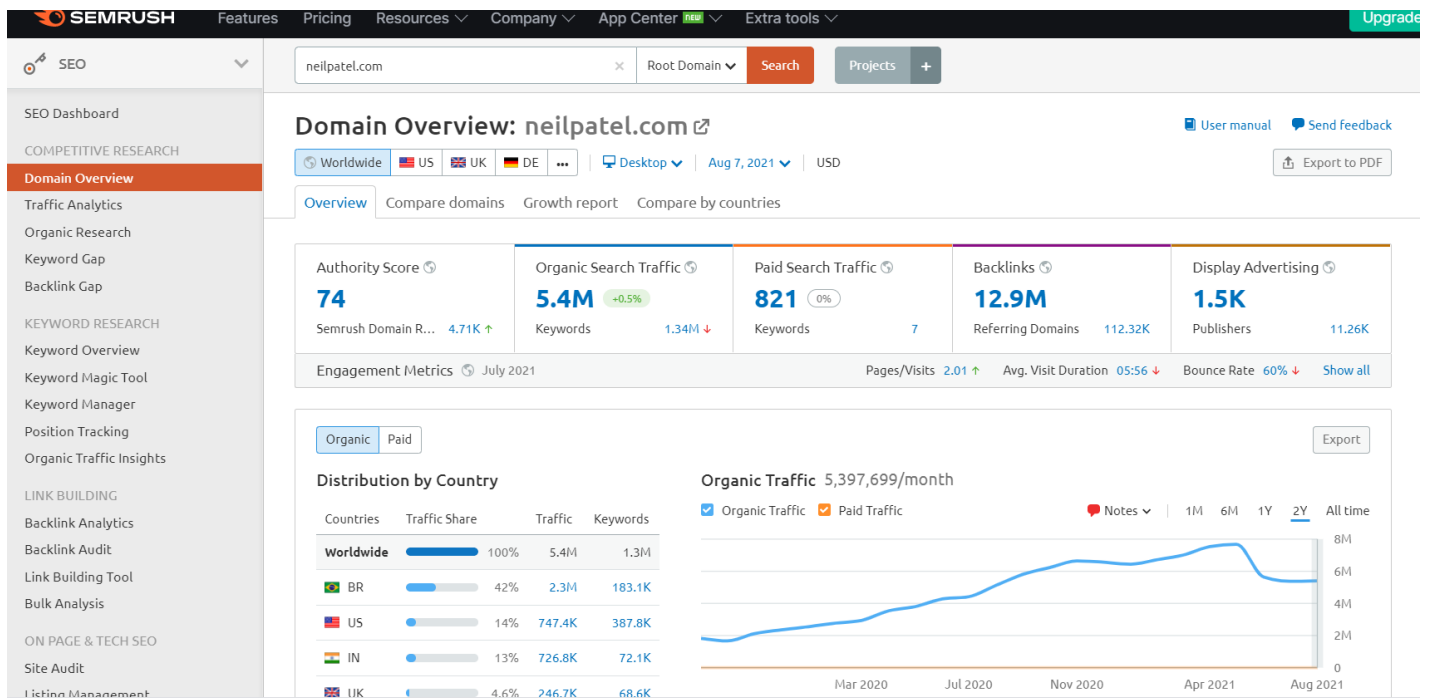 SEMRUSH Features Pricing Resources Company App Center NEW Extra tools Upgrade
SEO
neilpatel.com × Root Domain Search Projects +
SEO Dashboard
COMPETITIVE RESEARCH
Domain Overview
Traffic Analytics
Organic Research
Keyword Gap
Backlink Gap
KEYWORD RESEARCH
Keyword Overview
Keyword Magic Tool
Keyword Manager
Position Tracking
Organic Traffic Insights
LINK BUILDING
Backlink Analytics
Backlink Audit
Link Building Tool
Bulk Analysis
ON PAGE & TECH SEO
Site Audit
Listing Management
Domain Overview: neilpatel.com
User manual Send feedback
Worldwide US UK DE ... Desktop Aug 7, 2021 USD
Export to PDF
Overview Compare domains Growth report Compare by countries
Authority Score
74
Semrush Domain R... 4.71K ↑
Organic Search Traffic
5.4M +0.5%
Keywords 1.34M ↓
Paid Search Traffic
821 0%
Keywords 7
Backlinks
12.9M
Referring Domains 112.32K
Display Advertising
1.5K
Publishers 11.26K
Engagement Metrics July 2021 Pages/Visits 2.01 ↑ Avg. Visit Duration 05:56 ↓ Bounce Rate 60% ↓ Show all
Organic Paid
Export
Distribution by Country
Countries Traffic Share Traffic Keywords
Worldwide 100% 5.4M 1.3M
BR 42% 2.3M 183.1K
US 14% 747.4K 387.8K
IN 13% 726.8K 72.1K
UK 4.6% 246.7K 68.6K
Organic Traffic 5,397,699/month
Organic Traffic Paid Traffic Notes 1M 6M 1Y 2Y All time
8M
6M
4M
2M
0
Mar 2020 Jul 2020 Nov 2020 Apr 2021 Aug 2021